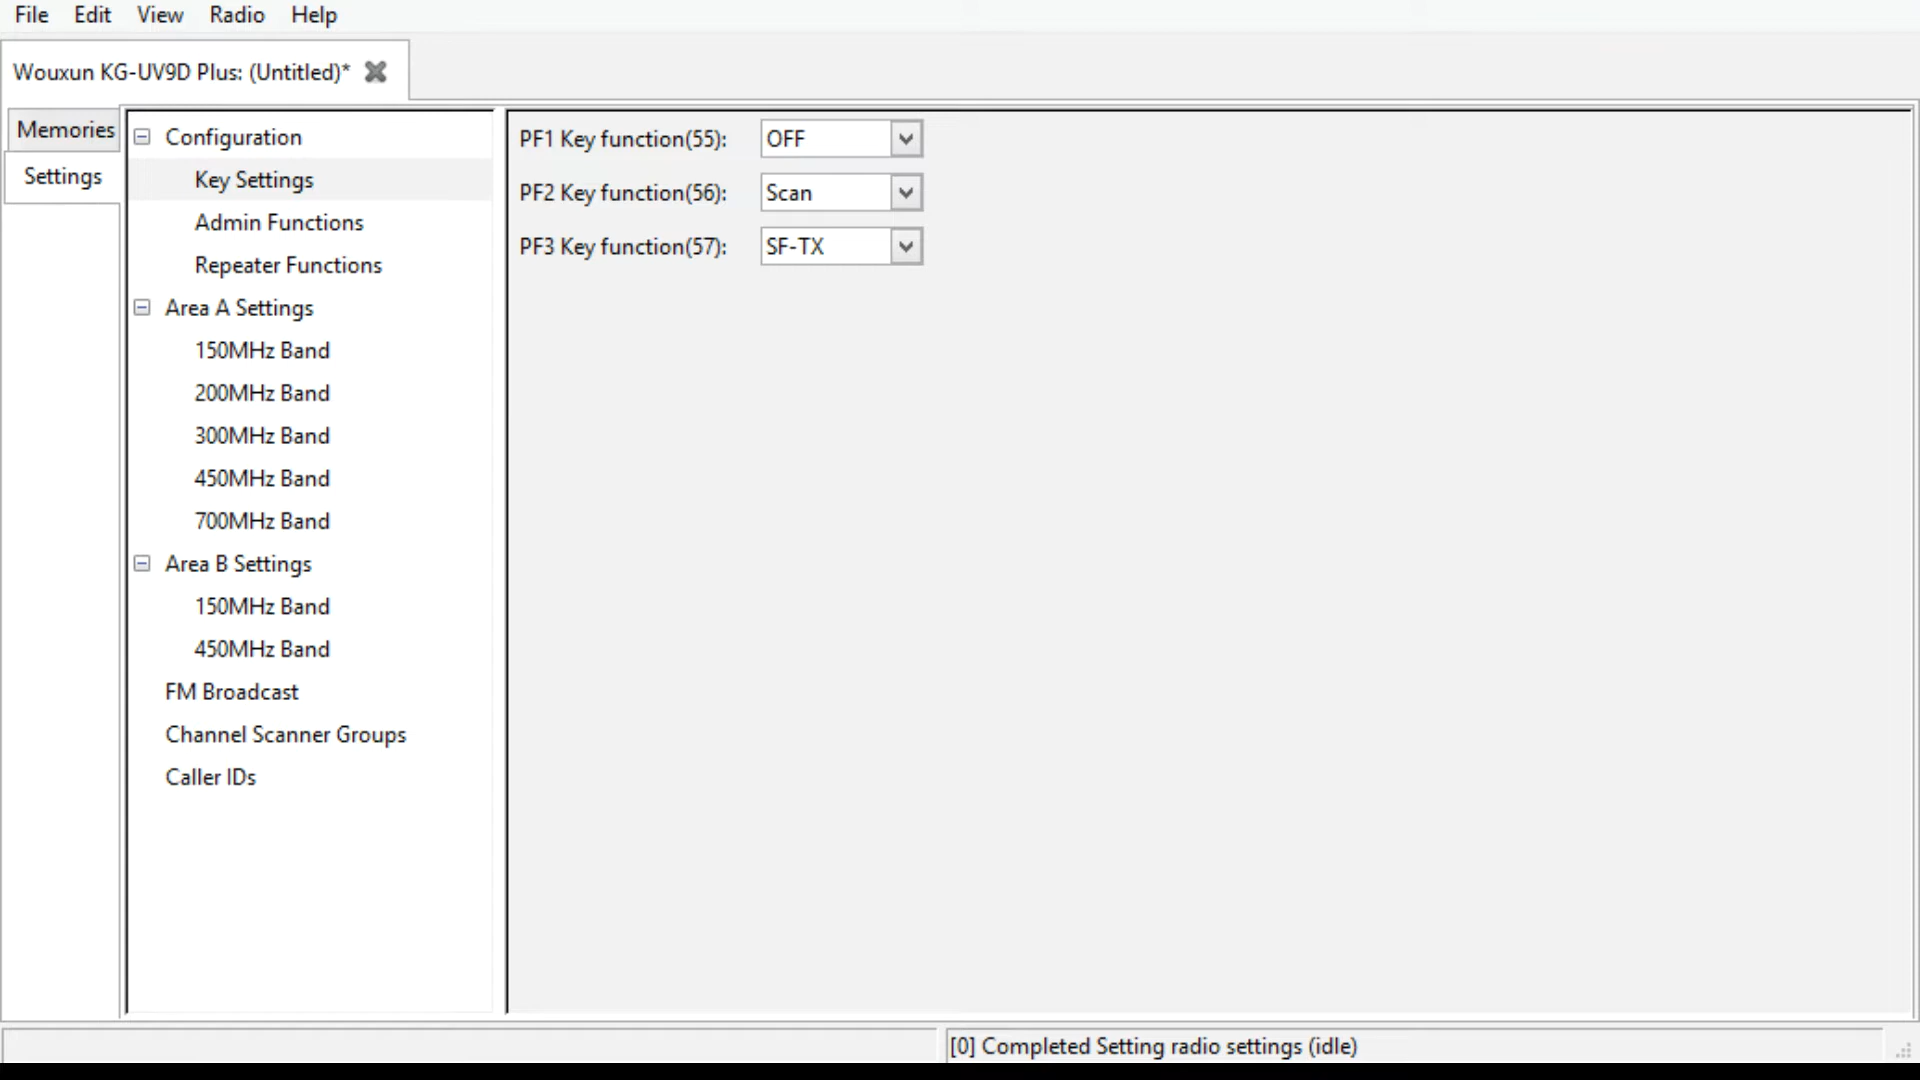 File Edit View Radio Help
Wouxun KG-UV9D Plus: (Untitled)*
Memories
Settings
Configuration
Key Settings
Admin Functions
Repeater Functions
Area A Settings
150MHz Band
200MHz Band
300MHz Band
450MHz Band
700MHz Band
Area B Settings
150MHz Band
450MHz Band
FM Broadcast
Channel Scanner Groups
Caller IDs
PF1 Key function(55): OFF
PF2 Key function(56): Scan
PF3 Key function(57): SF-TX
[0] Completed Setting radio settings (idle)